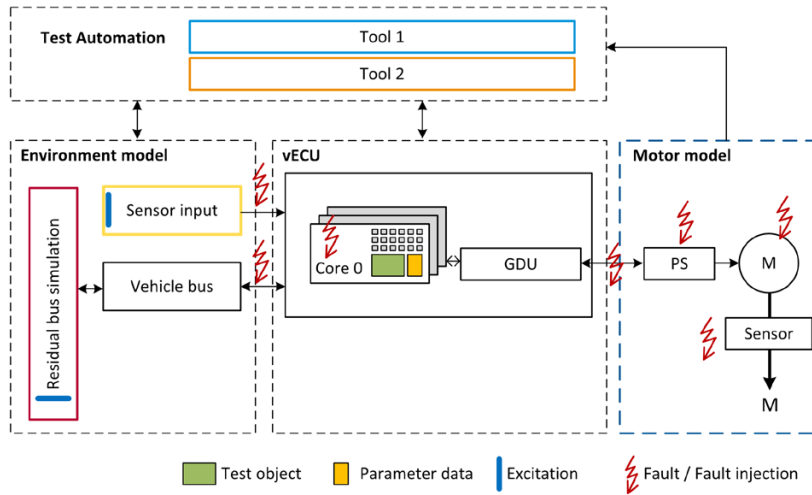 Test Automation
Tool 1
Tool 2
Environment model
vECU
Motor model
Residual bus simulation
Sensor input
Vehicle bus
Core 0
GDU
PS
M
Sensor
M
Test object
Parameter data
Excitation
Fault / Fault injection